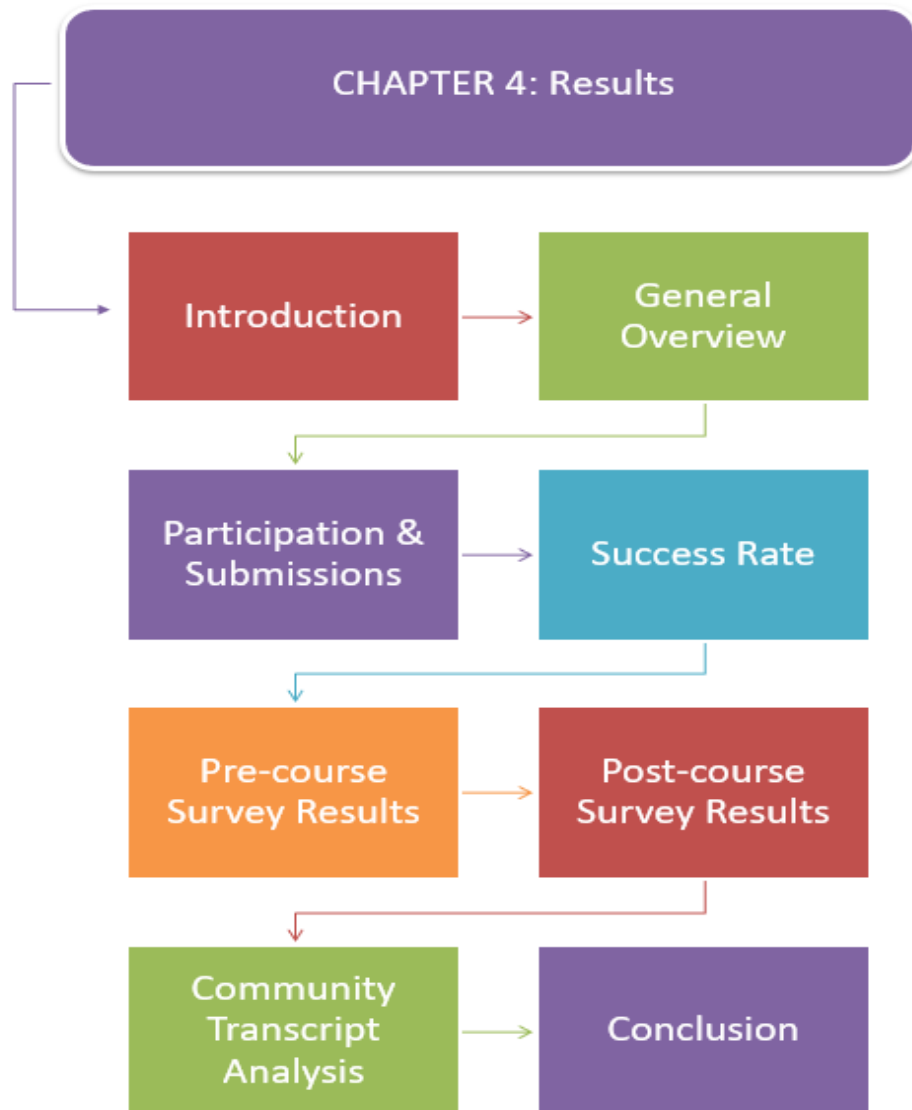 CHAPTER 4: Results
Introduction
General
Overview
Participation &
Submissions
Success Rate
Pre-course
Survey Results
Post-course
Survey Results
Community
Transcript
Analysis
Conclusion